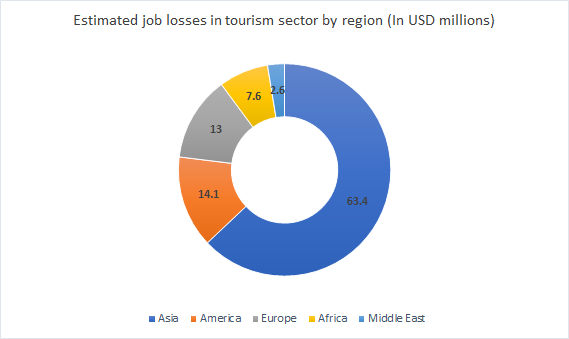 Estimated job losses in tourism sector by region (In USD millions)
2.6
7.6
13
14.1
63.4
Asia America Europe Africa Middle East